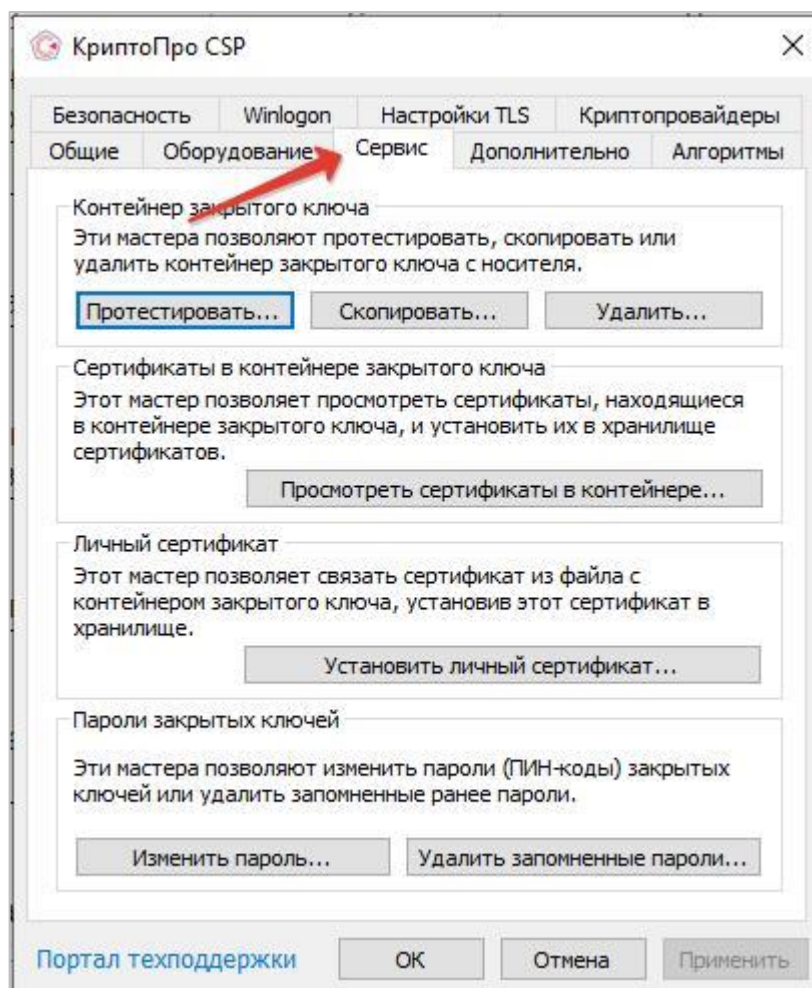 КриптоПро CSP
Безопасность Winlogon Настройки TLS Криптопровайдеры
Общие Оборудование Сервис Дополнительно Алгоритмы
Контейнер закрытого ключа
Эти мастера позволяют протестировать, скопировать или
удалить контейнер закрытого ключа с носителя.
Протестировать... Скопировать... Удалить...
Сертификаты в контейнере закрытого ключа
Этот мастер позволяет просмотреть сертификаты, находящиеся
в контейнере закрытого ключа, и установить их в хранилище
сертификатов.
Просмотреть сертификаты в контейнере...
Личный сертификат
Этот мастер позволяет связать сертификат из файла с
контейнером закрытого ключа, установив этот сертификат в
хранилище.
Установить личный сертификат...
Пароли закрытых ключей
Эти мастера позволяют изменить пароли (ПИН-коды) закрытых
ключей или удалить запомненные ранее пароли.
Изменить пароль... Удалить запомненные пароли...
Портал техподдержки ОК Отмена Применить